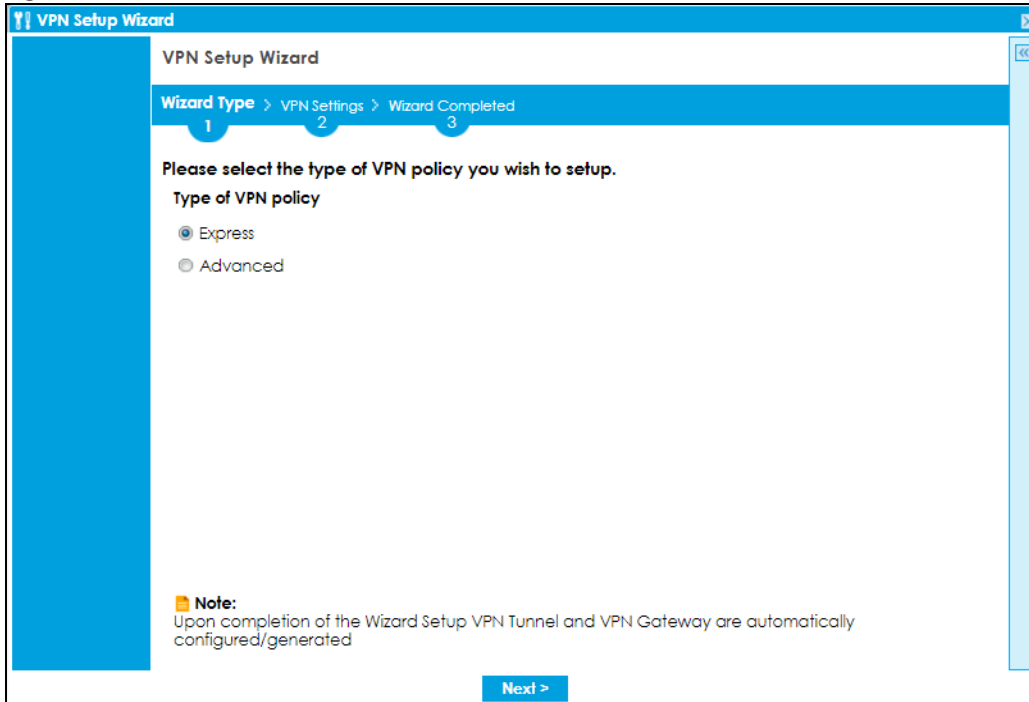 VPN Setup Wizard
VPN Setup Wizard
Wizard Type > VPN Settings > Wizard Completed
1 2 3
Please select the type of VPN policy you wish to setup.
Type of VPN policy
Express
Advanced
Note:
Upon completion of the Wizard Setup VPN Tunnel and VPN Gateway are automatically
configured/generated
Next >